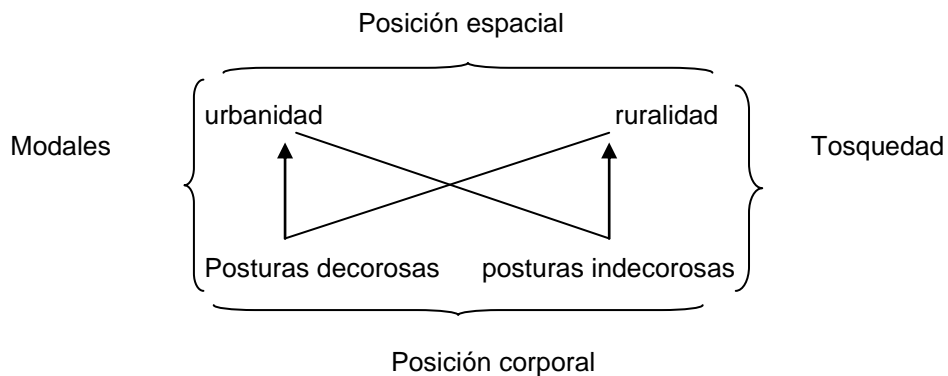 Posición espacial
urbanidad ruralidad
Modales Tosquedad
Posturas decorosas posturas indecorosas
Posición corporal